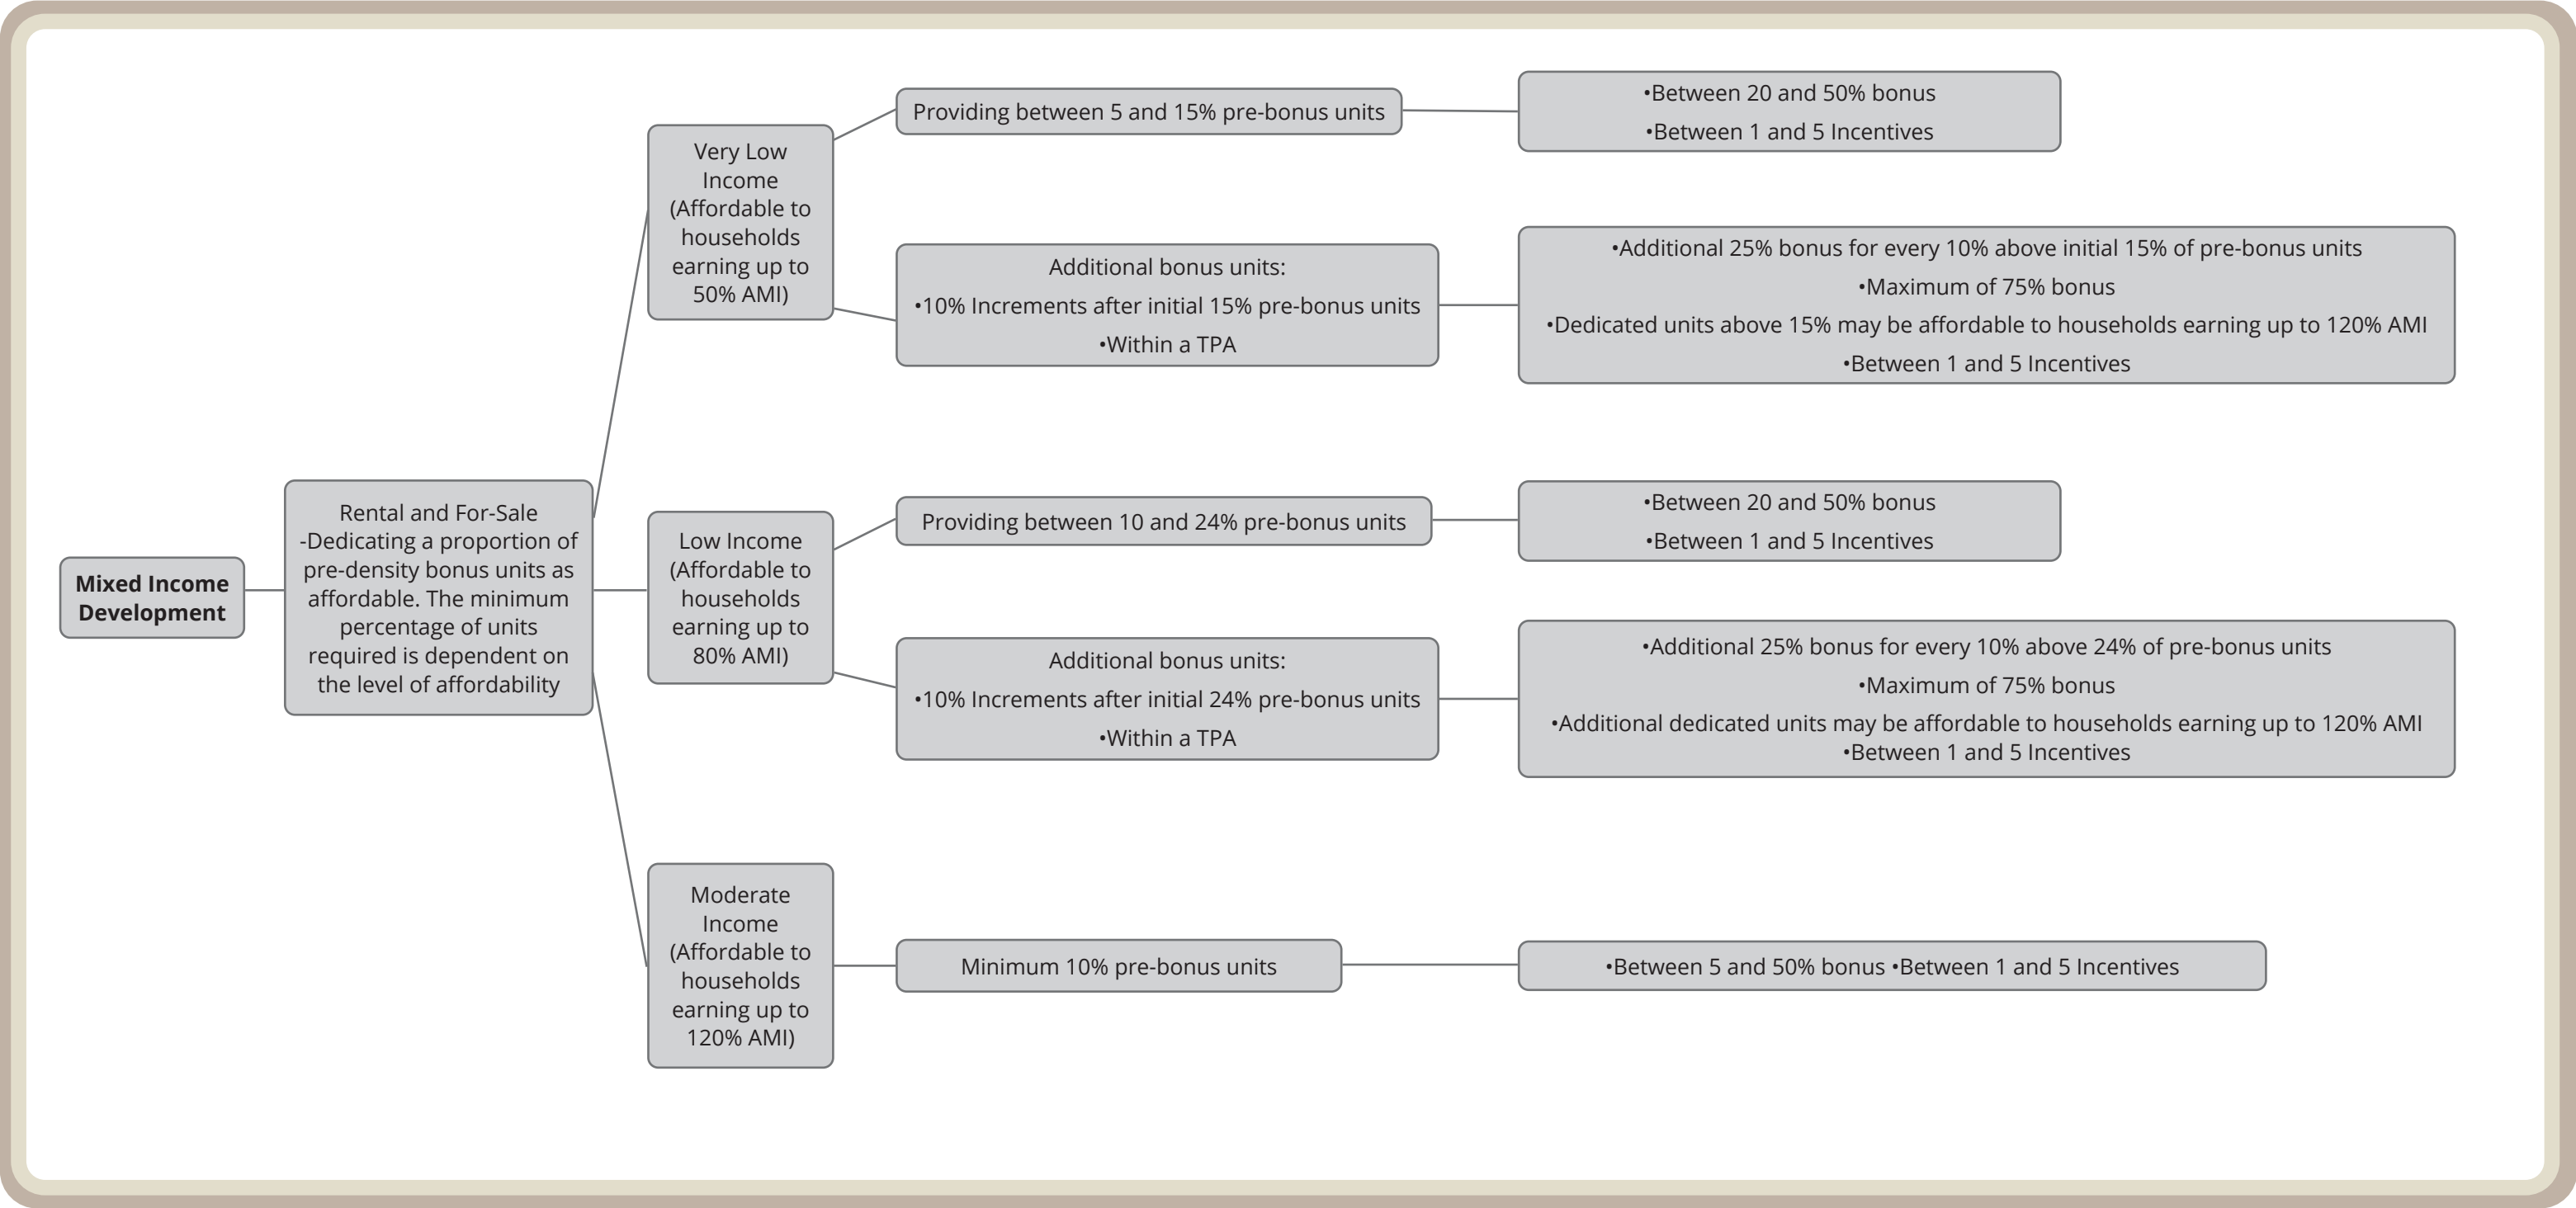 Mixed Income
Development
Rental and For-Sale
-Dedicating a proportion of
pre-density bonus units as
affordable. The minimum
percentage of units
required is dependent on
the level of affordability
Very Low
Income
(Affordable to
households
earning up to
50% AMI)
Providing between 5 and 15% pre-bonus units
•Between 20 and 50% bonus
•Between 1 and 5 Incentives
Additional bonus units:
•10% Increments after initial 15% pre-bonus units
•Within a TPA
•Additional 25% bonus for every 10% above initial 15% of pre-bonus units
•Maximum of 75% bonus
•Dedicated units above 15% may be affordable to households earning up to 120% AMI
•Between 1 and 5 Incentives
Low Income
(Affordable to
households
earning up to
80% AMI)
Providing between 10 and 24% pre-bonus units
•Between 20 and 50% bonus
•Between 1 and 5 Incentives
Additional bonus units:
•10% Increments after initial 24% pre-bonus units
•Within a TPA
•Additional 25% bonus for every 10% above 24% of pre-bonus units
•Maximum of 75% bonus
•Additional dedicated units may be affordable to households earning up to 120% AMI
•Between 1 and 5 Incentives
Moderate
Income
(Affordable to
households
earning up to
120% AMI)
Minimum 10% pre-bonus units
•Between 5 and 50% bonus •Between 1 and 5 Incentives